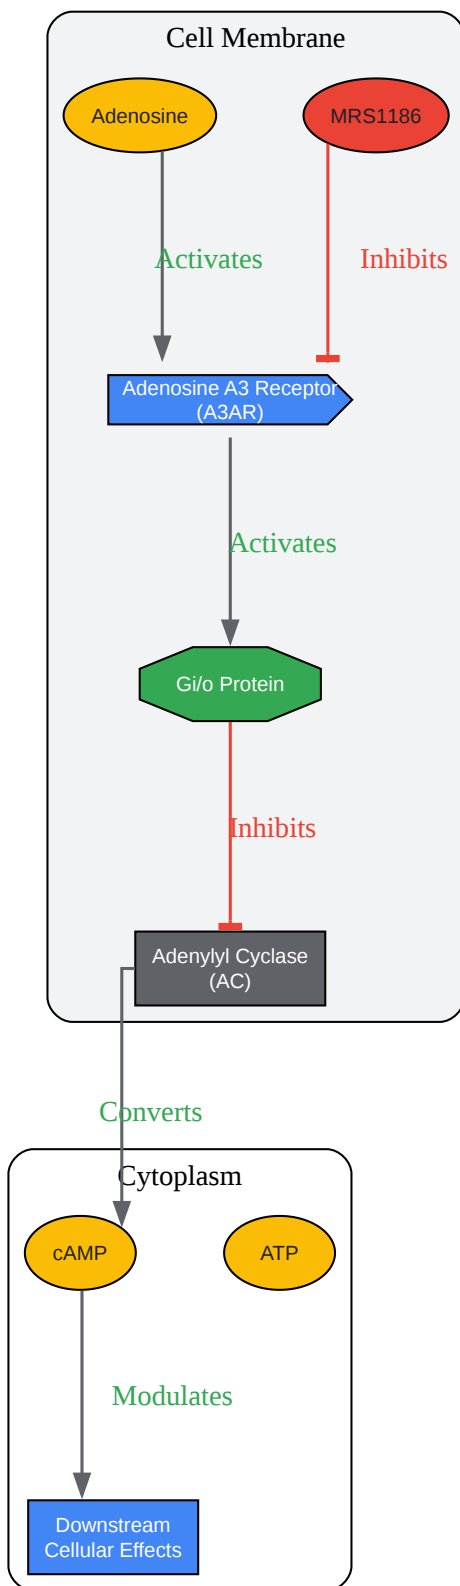 Cell Membrane
Adenosine
MRS1186
Activates
Inhibits
Adenosine A3 Receptor
(A3AR)
Activates
Gi/o Protein
Inhibits
Adenylyl Cyclase
(AC)
Converts
Cytoplasm
cAMP
ATP
Modulates
Downstream
Cellular Effects